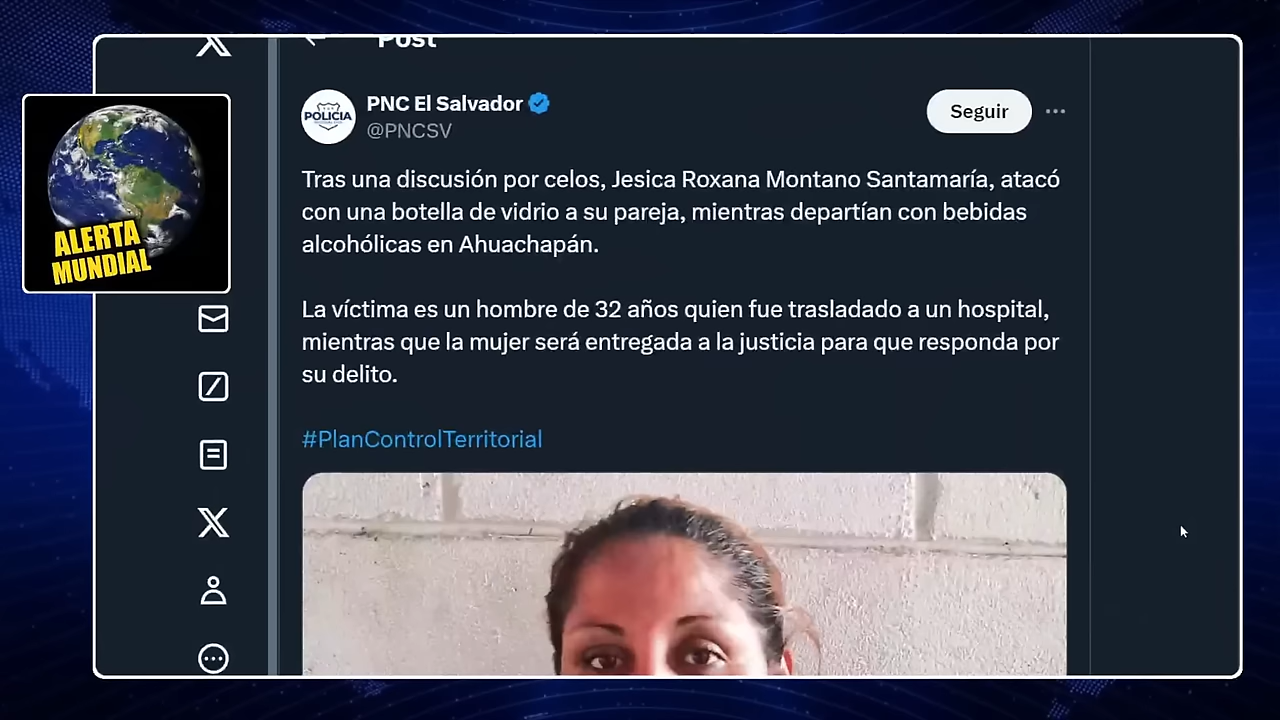 Post
PNC El Salvador
@PNCSV
Seguir
POLICIA
ALERTA
MUNDIAL
Tras una discusión por celos, Jesica Roxana Montano Santamaría, atacó
con una botella de vidrio a su pareja, mientras departían con bebidas
alcohólicas en Ahuachapán.
La víctima es un hombre de 32 años quien fue trasladado a un hospital,
mientras que la mujer será entregada a la justicia para que responda por
su delito.
#PlanControlTerritorial